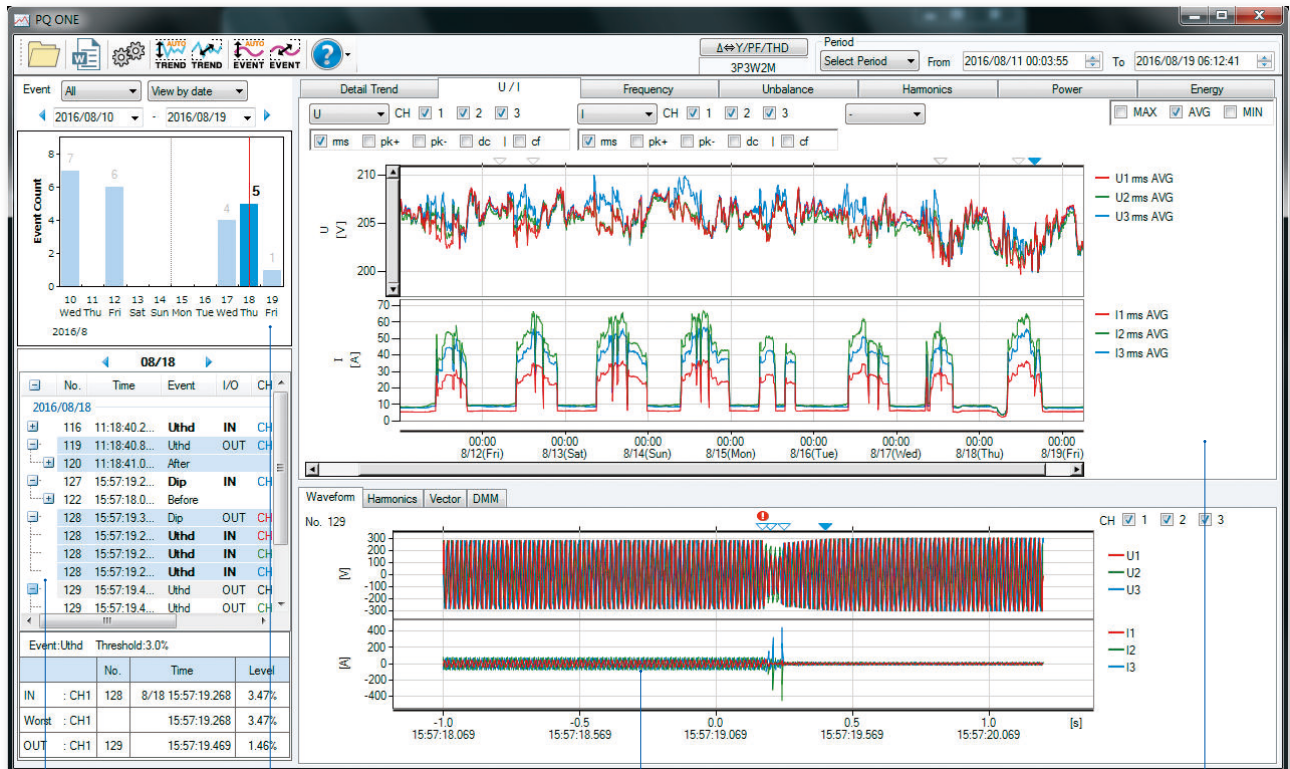 PQ ONE
AUTO TREND TREND AUTO EVENT EVENT ?
Δ⇔Y/PF/THD
3P3W2M
Period
Select Period From 2016/08/11 00:03:55 To 2016/08/19 06:12:41
Event All View by date
2016/08/10 - 2016/08/19
Event Count
8
6
4
2
0
7 6 4 5 1
10 11 12 13 14 15 16 17 18 19
Wed Thu Fri Sat Sun Mon Tue Wed Thu Fri
2016/8
08/18
No. Time Event I/O CH
2016/08/18
116 11:18:40.2... Uthd IN CH
119 11:18:40.8... Uthd OUT CH
120 11:18:41.0... After
127 15:57:19.2... Dip IN CH
122 15:57:18.0... Before
128 15:57:19.3... Dip OUT CH
128 15:57:19.2... Uthd IN CH
128 15:57:19.2... Uthd IN CH
128 15:57:19.2... Uthd IN CH
129 15:57:19.4... Uthd OUT CH
129 15:57:19.4... Uthd OUT CH
Event:Uthd Threshold:3.0%
No. Time Level
IN : CH1 128 8/18 15:57:19.268 3.47%
Worst : CH1 15:57:19.268 3.47%
OUT : CH1 129 15:57:19.469 1.46%
Detail Trend U / I Frequency Unbalance Harmonics Power Energy
U CH 1 2 3 I CH 1 2 3 - MAX AVG MIN
rms pk+ pk- dc | cf rms pk+ pk- dc | cf
210
205
200
U [V]
U1 rms AVG
U2 rms AVG
U3 rms AVG
70
60
50
40
30
20
10
0
I [A]
I1 rms AVG
I2 rms AVG
I3 rms AVG
00:00 00:00 00:00 00:00 00:00 00:00 00:00 00:00
8/12(Fri) 8/13(Sat) 8/14(Sun) 8/15(Mon) 8/16(Tue) 8/17(Wed) 8/18(Thu) 8/19(Fri)
Waveform Harmonics Vector DMM
No. 129 CH 1 2 3
300
200
100
0
-100
-200
-300
[V]
U1
U2
U3
400
200
0
-200
-400
[A]
I1
I2
I3
-1.0 -0.5 0.0 0.5 1.0 [s]
15:57:18.069 15:57:18.569 15:57:19.069 15:57:19.569 15:57:20.069